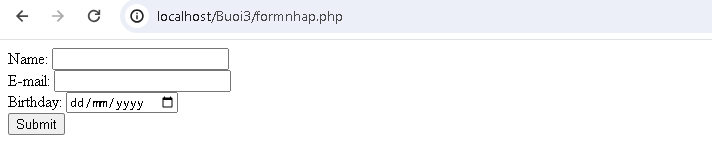 localhost/Buoi3/formnhap.php
Name:
E-mail:
Birthday: dd/mm/yyyy
Submit